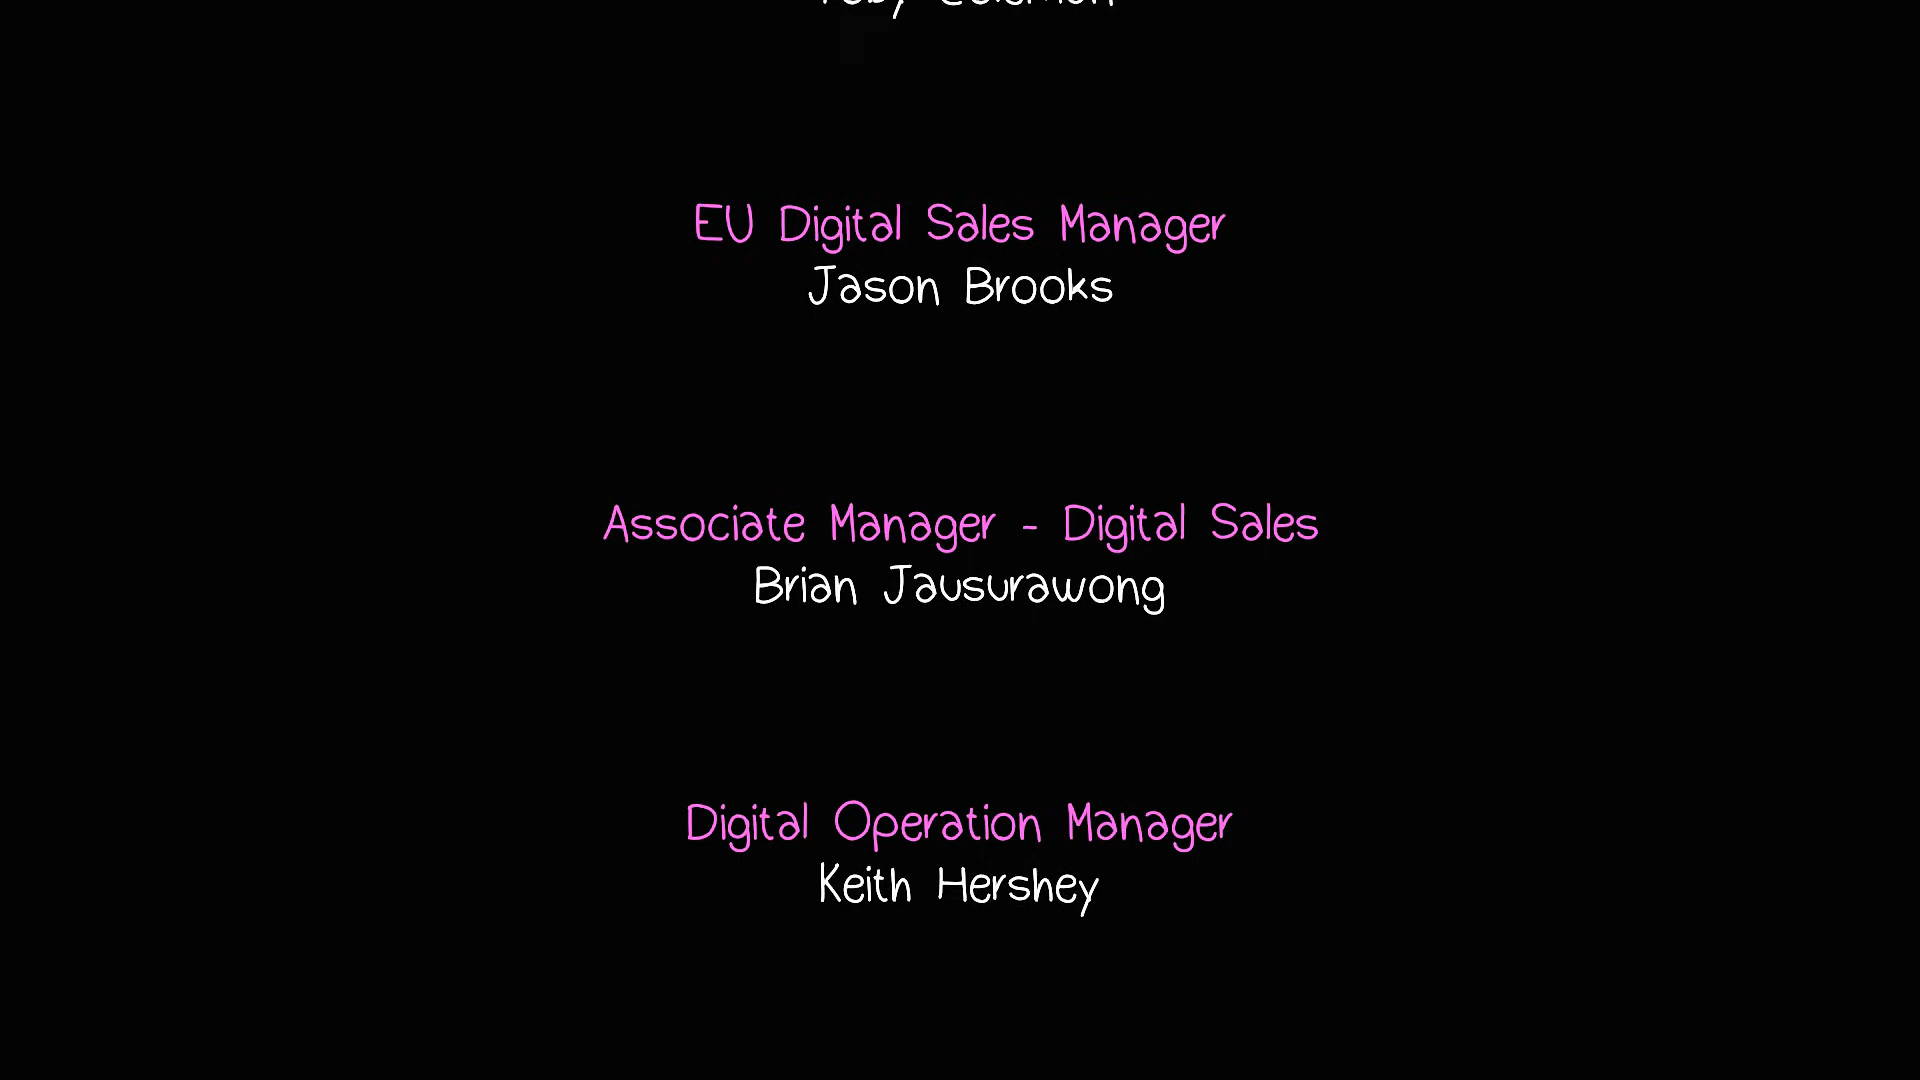 EU Digital Sales Manager
Jason Brooks
Associate Manager - Digital Sales
Brian Jausurawong
Digital Operation Manager
Keith Hershey